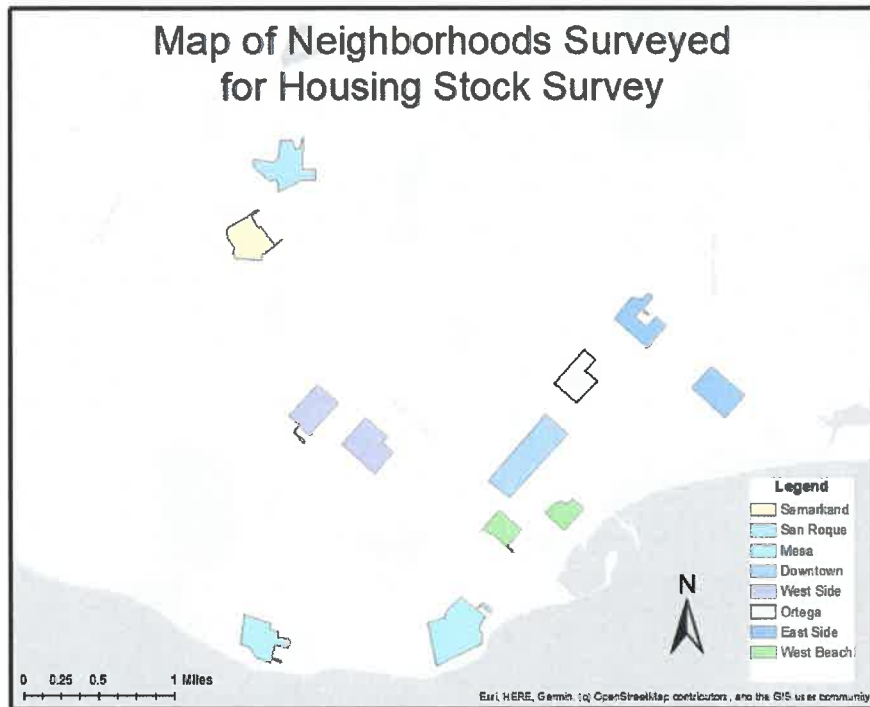 Map of Neighborhoods Surveyed
for Housing Stock Survey
Legend
Samarkand
San Roque
Mesa
Downtown
West Side
Ortega
East Side
West Beach
N
0 0.25 0.5 1 Miles
Esri, HERE, Garmin, (c) OpenStreetMap contributors, and the GIS user community